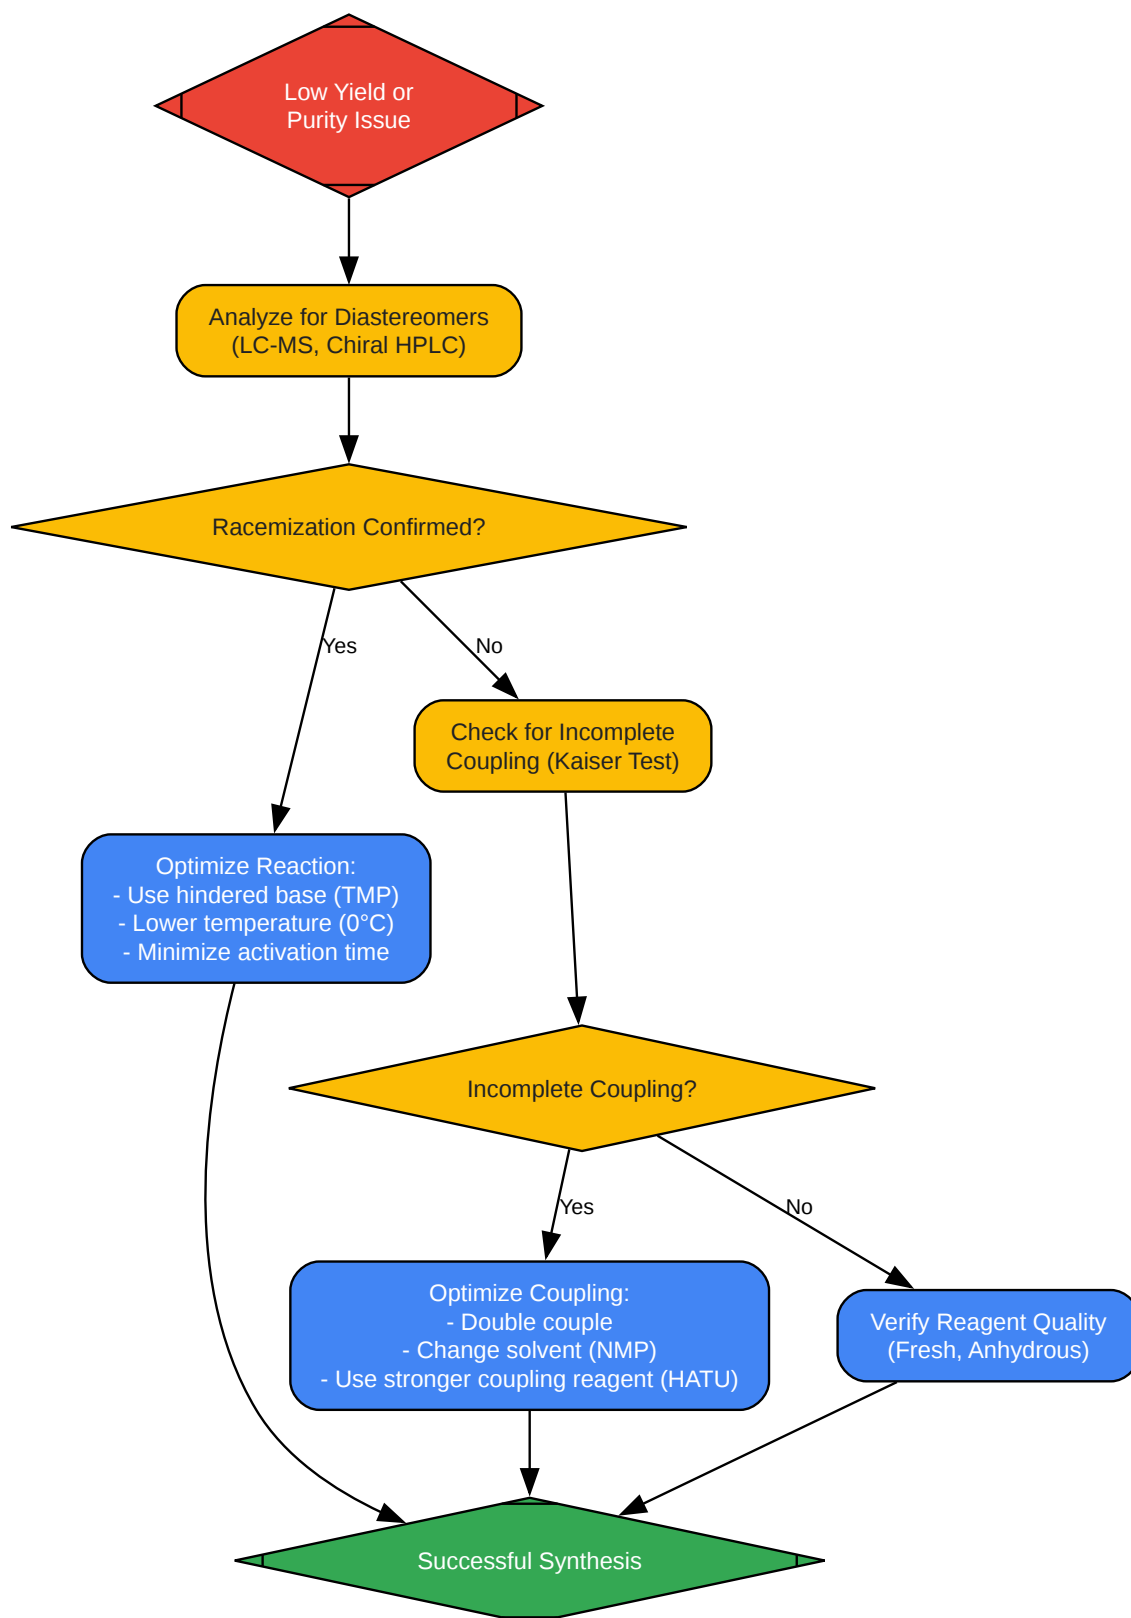 Low Yield or
Purity Issue
Analyze for Diastereomers
(LC-MS, Chiral HPLC)
Racemization Confirmed?
Yes
No
Check for Incomplete
Coupling (Kaiser Test)
Optimize Reaction:
- Use hindered base (TMP)
- Lower temperature (0°C)
- Minimize activation time
Incomplete Coupling?
Yes
No
Optimize Coupling:
- Double couple
- Change solvent (NMP)
- Use stronger coupling reagent (HATU)
Verify Reagent Quality
(Fresh, Anhydrous)
Successful Synthesis